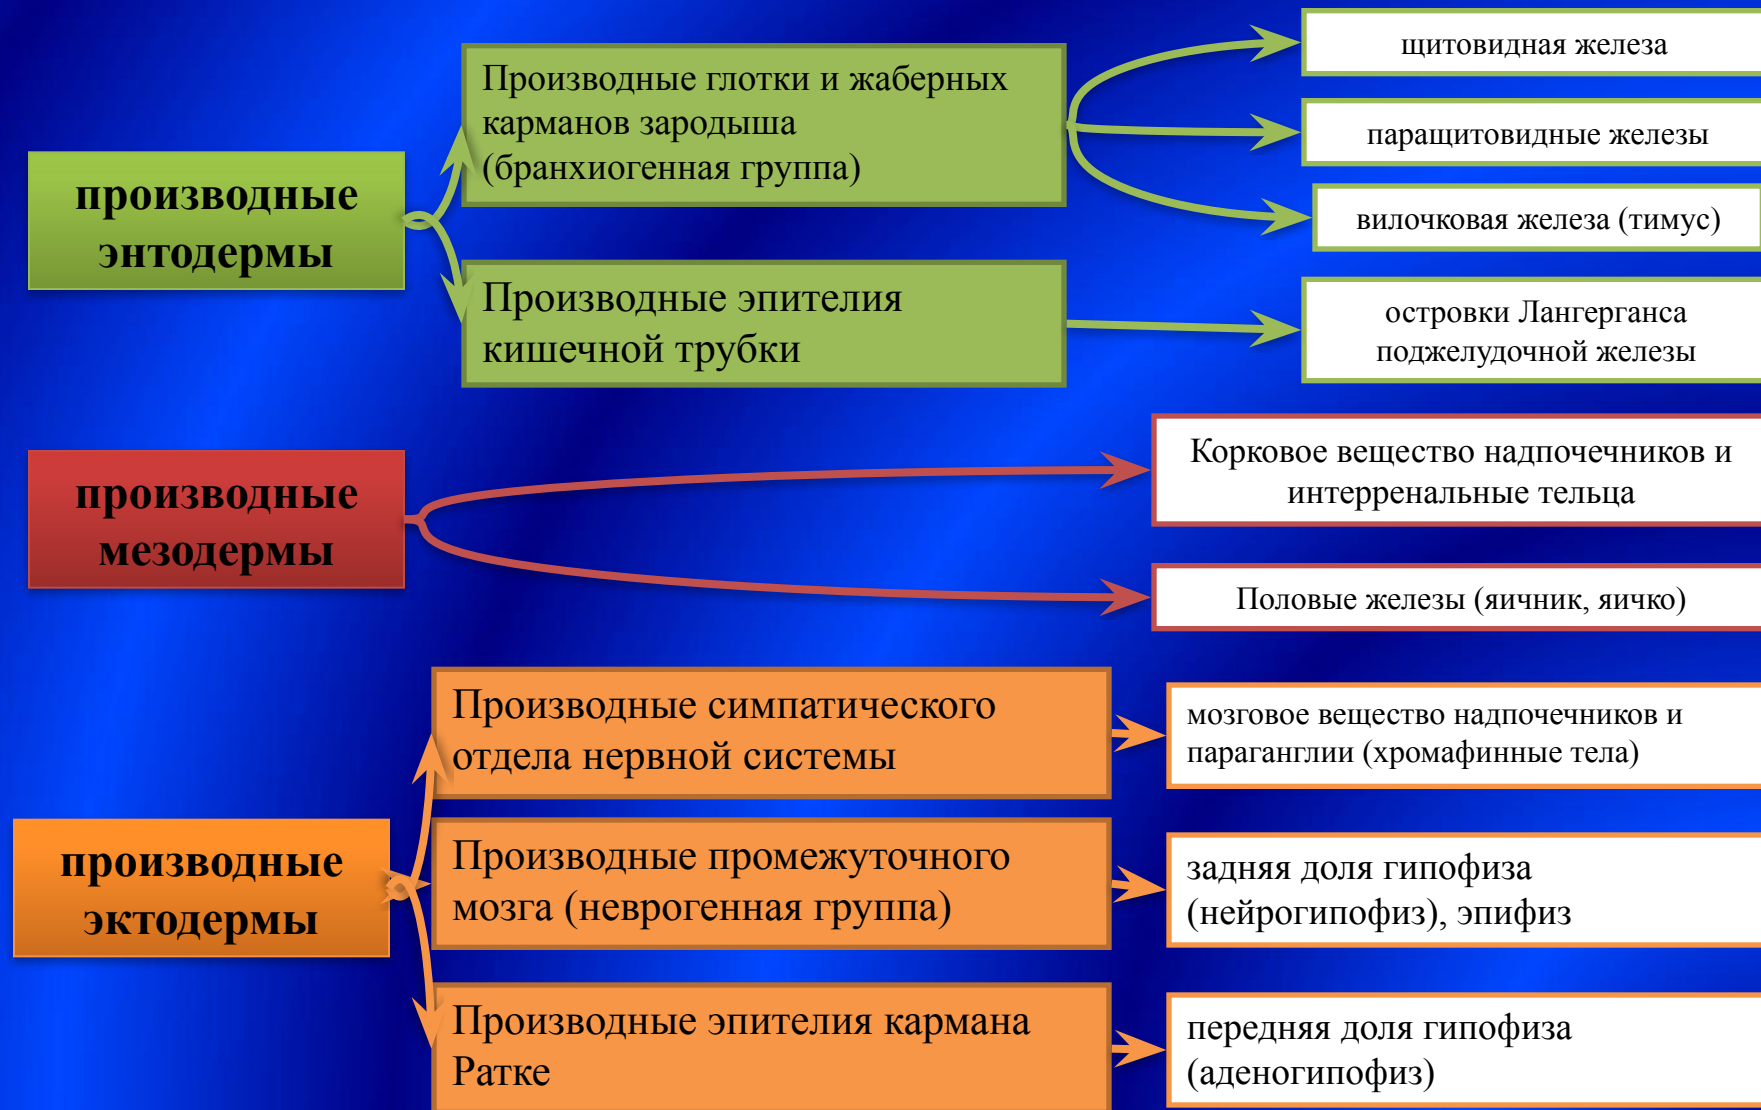 производные
энтодермы
Производные глотки и жаберных
карманов зародыша
(бранхиогенная группа)
щитовидная железа
паращитовидные железы
вилочковая железа (тимус)
Производные эпителия
кишечной трубки
островки Лангерганса
поджелудочной железы
производные
мезодермы
Корковое вещество надпочечников и
интерренальные тельца
Половые железы (яичник, яичко)
производные
эктодермы
Производные симпатического
отдела нервной системы
мозговое вещество надпочечников и
параганглии (хромафинные тела)
Производные промежуточного
мозга (неврогенная группа)
задняя доля гипофиза
(нейрогипофиз), эпифиз
Производные эпителия кармана
Ратке
передняя доля гипофиза
(аденогипофиз)